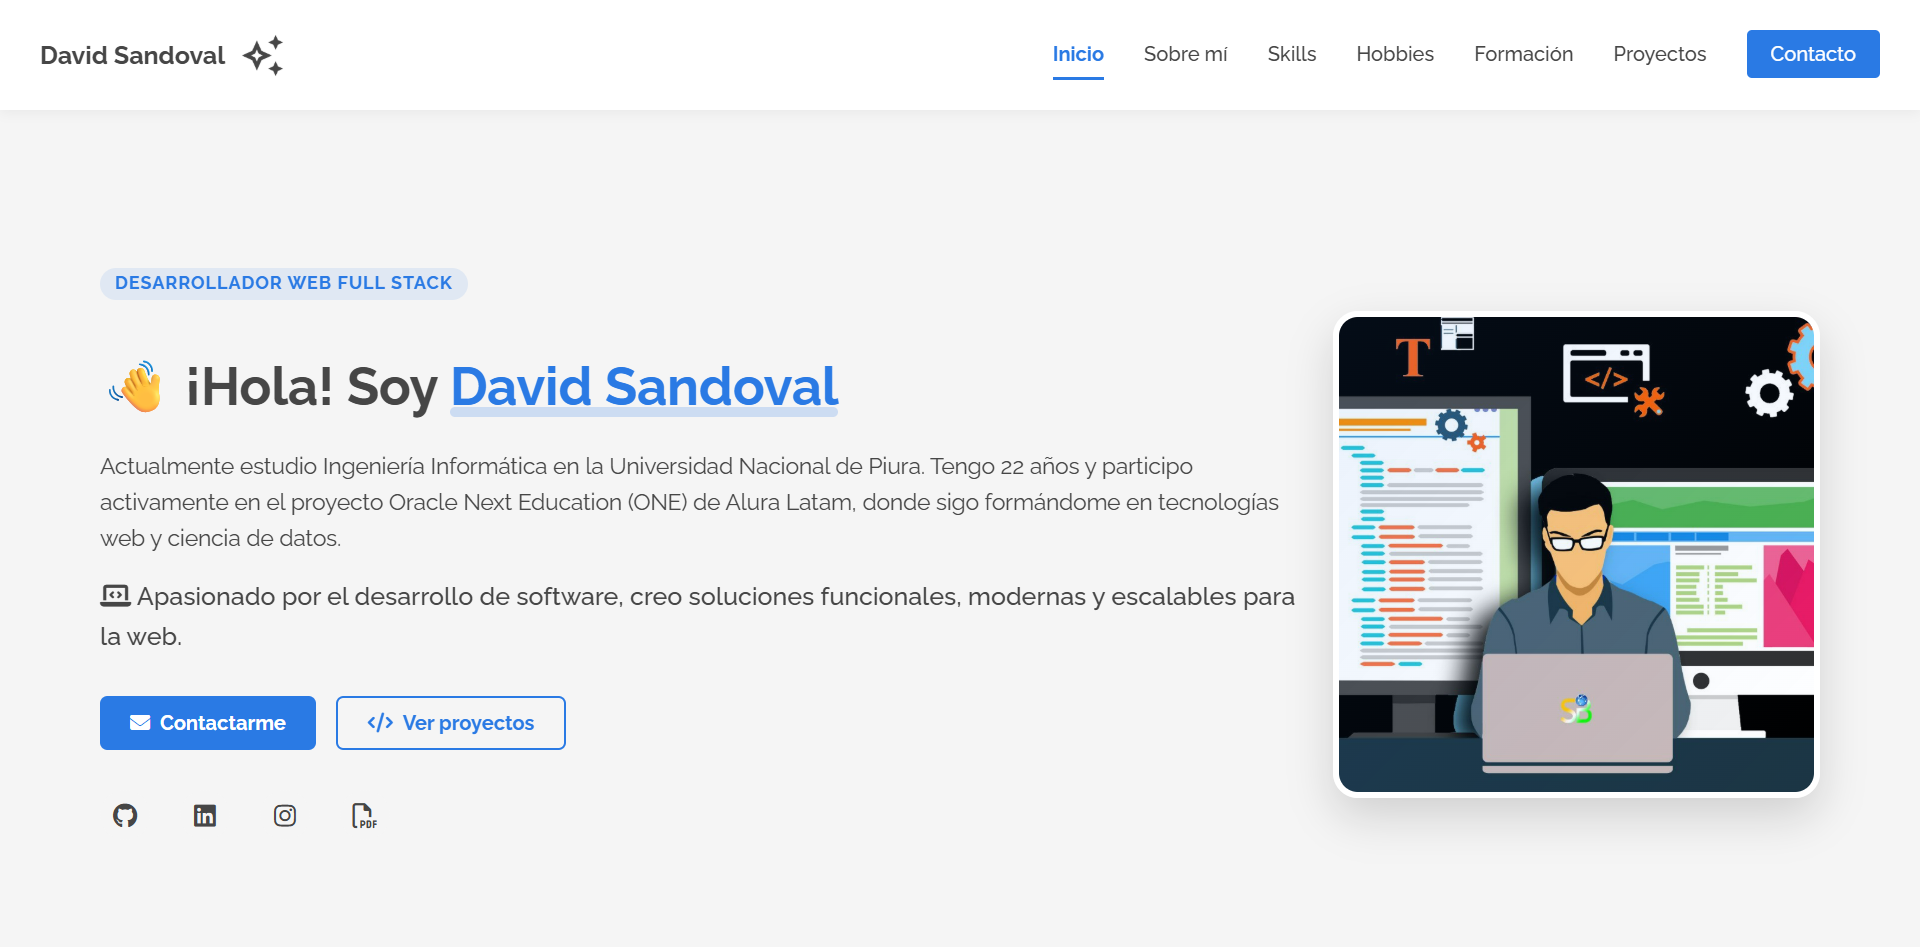 David Sandoval
Inicio
Sobre mí
Skills
Hobbies
Formación
Proyectos
Contacto
DESARROLLADOR WEB FULL STACK
¡Hola! Soy David Sandoval
Actualmente estudio Ingeniería Informática en la Universidad Nacional de Piura. Tengo 22 años y participo
activamente en el proyecto Oracle Next Education (ONE) de Alura Latam, donde sigo formándome en tecnologías
web y ciencia de datos.
Apasionado por el desarrollo de software, creo soluciones funcionales, modernas y escalables para
la web.
Contactarme
</> Ver proyectos
PDF
T
</>
SB